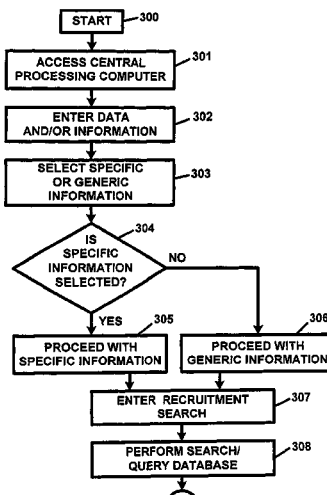 START
300
ACCESS CENTRAL
PROCESSING COMPUTER
301
ENTER DATA
AND/OR INFORMATION
302
SELECT SPECIFIC
OR GENERIC
INFORMATION
303
304
IS
SPECIFIC
INFORMATION
SELECTED?
NO
YES
305
PROCEED WITH
SPECIFIC INFORMATION
306
PROCEED WITH
GENERIC INFORMATION
ENTER RECRUITMENT
SEARCH
307
PERFORM SEARCH/
QUERY DATABASE
308